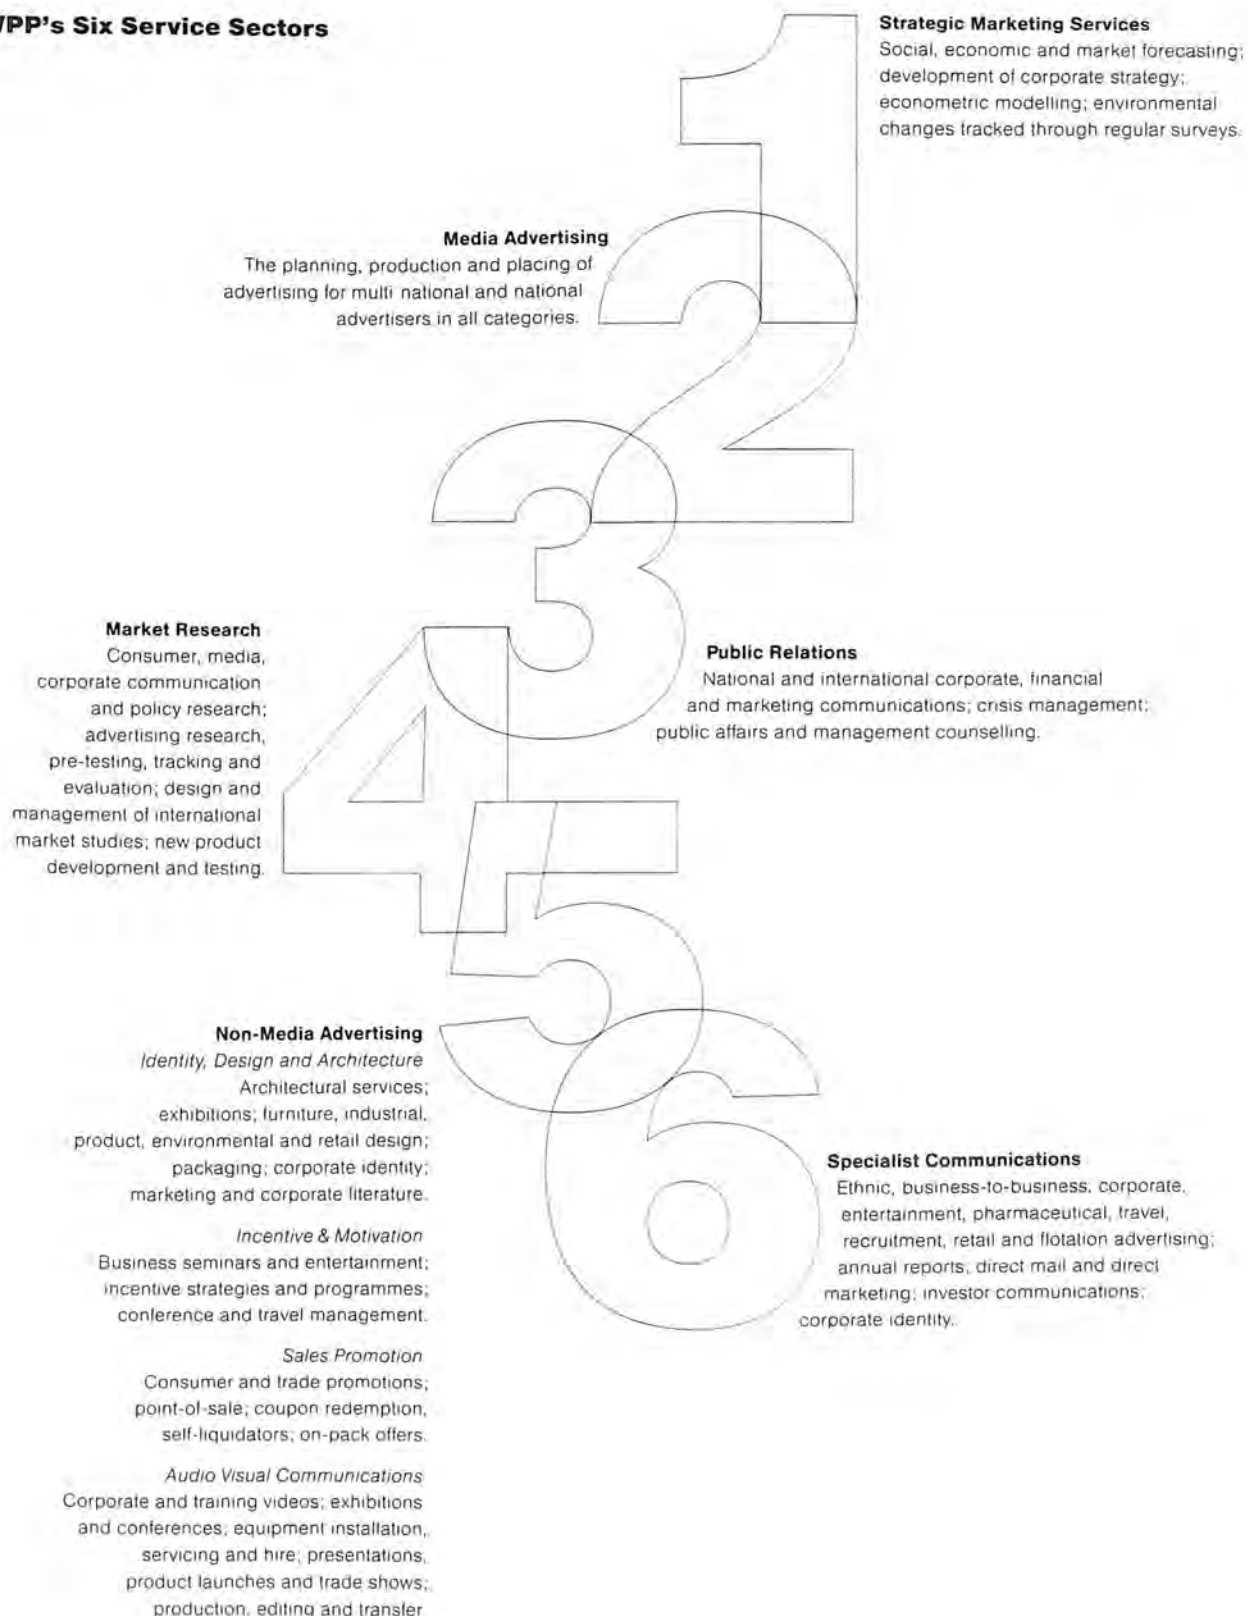 WPP's Six Service Sectors
1
Strategic Marketing Services
Social, economic and market forecasting;
development of corporate strategy;
econometric modelling; environmental
changes tracked through regular surveys.
2
Media Advertising
The planning, production and placing of
advertising for multi national and national
advertisers in all categories.
3
Public Relations
National and international corporate, financial
and marketing communications; crisis management;
public affairs and management counselling.
4
Market Research
Consumer, media,
corporate communication
and policy research;
advertising research,
pre-testing, tracking and
evaluation; design and
management of international
market studies; new product
development and testing.
5
Non-Media Advertising
Identity, Design and Architecture
Architectural services;
exhibitions; furniture, industrial,
product, environmental and retail design;
packaging; corporate identity;
marketing and corporate literature.
Incentive & Motivation
Business seminars and entertainment;
incentive strategies and programmes;
conference and travel management.
Sales Promotion
Consumer and trade promotions;
point-of-sale; coupon redemption,
self-liquidators; on-pack offers.
Audio Visual Communications
Corporate and training videos; exhibitions
and conferences; equipment installation,
servicing and hire; presentations,
product launches and trade shows;
production, editing and transfer
6
Specialist Communications
Ethnic, business-to-business, corporate,
entertainment, pharmaceutical, travel,
recruitment, retail and flotation advertising;
annual reports; direct mail and direct
marketing; investor communications;
corporate identity.